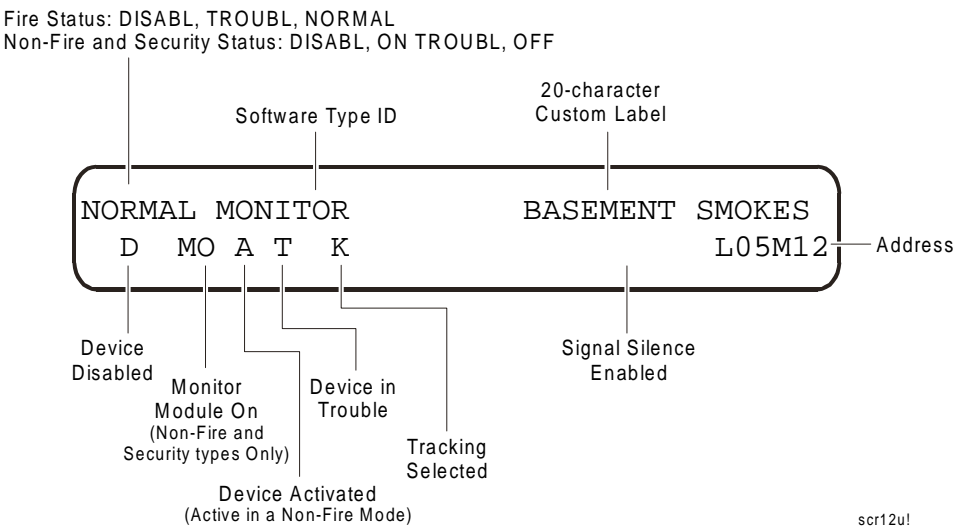 Fire Status: DISABL, TROUBL, NORMAL
Non-Fire and Security Status: DISABL, ON TROUBL, OFF
Software Type ID
20-character
Custom Label
NORMAL MONITOR BASEMENT SMOKES
D MO A T K L05M12
Address
Device
Disabled
Monitor
Module On
(Non-Fire and
Security types Only)
Device Activated
(Active in a Non-Fire Mode)
Device in
Trouble
Tracking
Selected
Signal Silence
Enabled
scr12u!